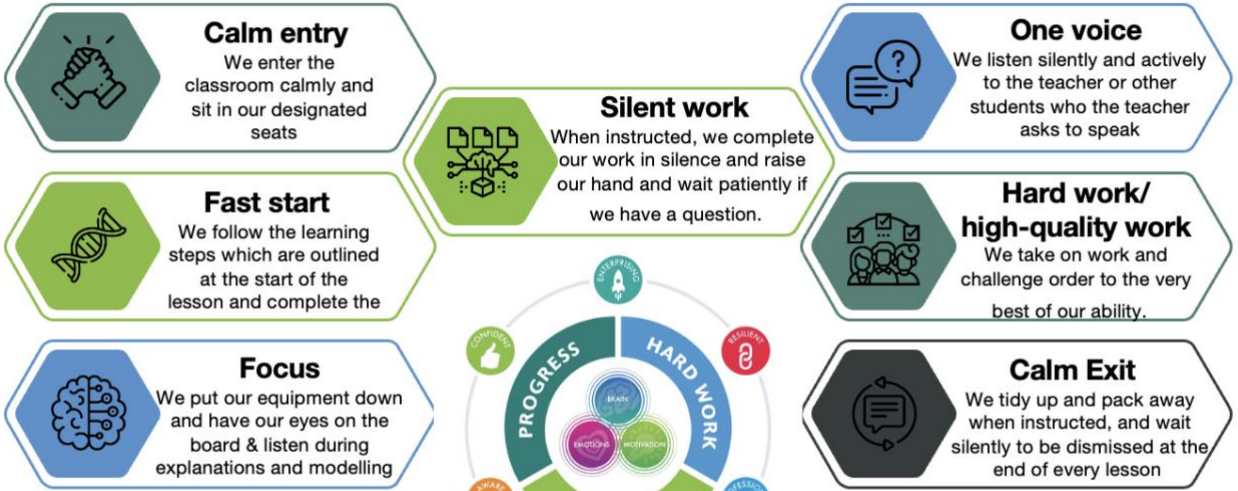 Calm entry
We enter the
classroom calmly and
sit in our designated
seats
Fast start
We follow the learning
steps which are outlined
at the start of the
lesson and complete the
Focus
We put our equipment down
and have our eyes on the
board & listen during
explanations and modelling
Silent work
When instructed, we complete
our work in silence and raise
our hand and wait patiently if
we have a question.
ENTERPRISING
CONFIDENT
RESILIENT
PROGRESS
HARD WORK
BRAIN
EMOTIONS
MOTIVATION
AWARE
One voice
?
We listen silently and actively
to the teacher or other
students who the teacher
asks to speak
Hard work/
high-quality work
We take on work and
challenge order to the very
best of our ability.
Calm Exit
We tidy up and pack away
when instructed, and wait
silently to be dismissed at the
end of every lesson